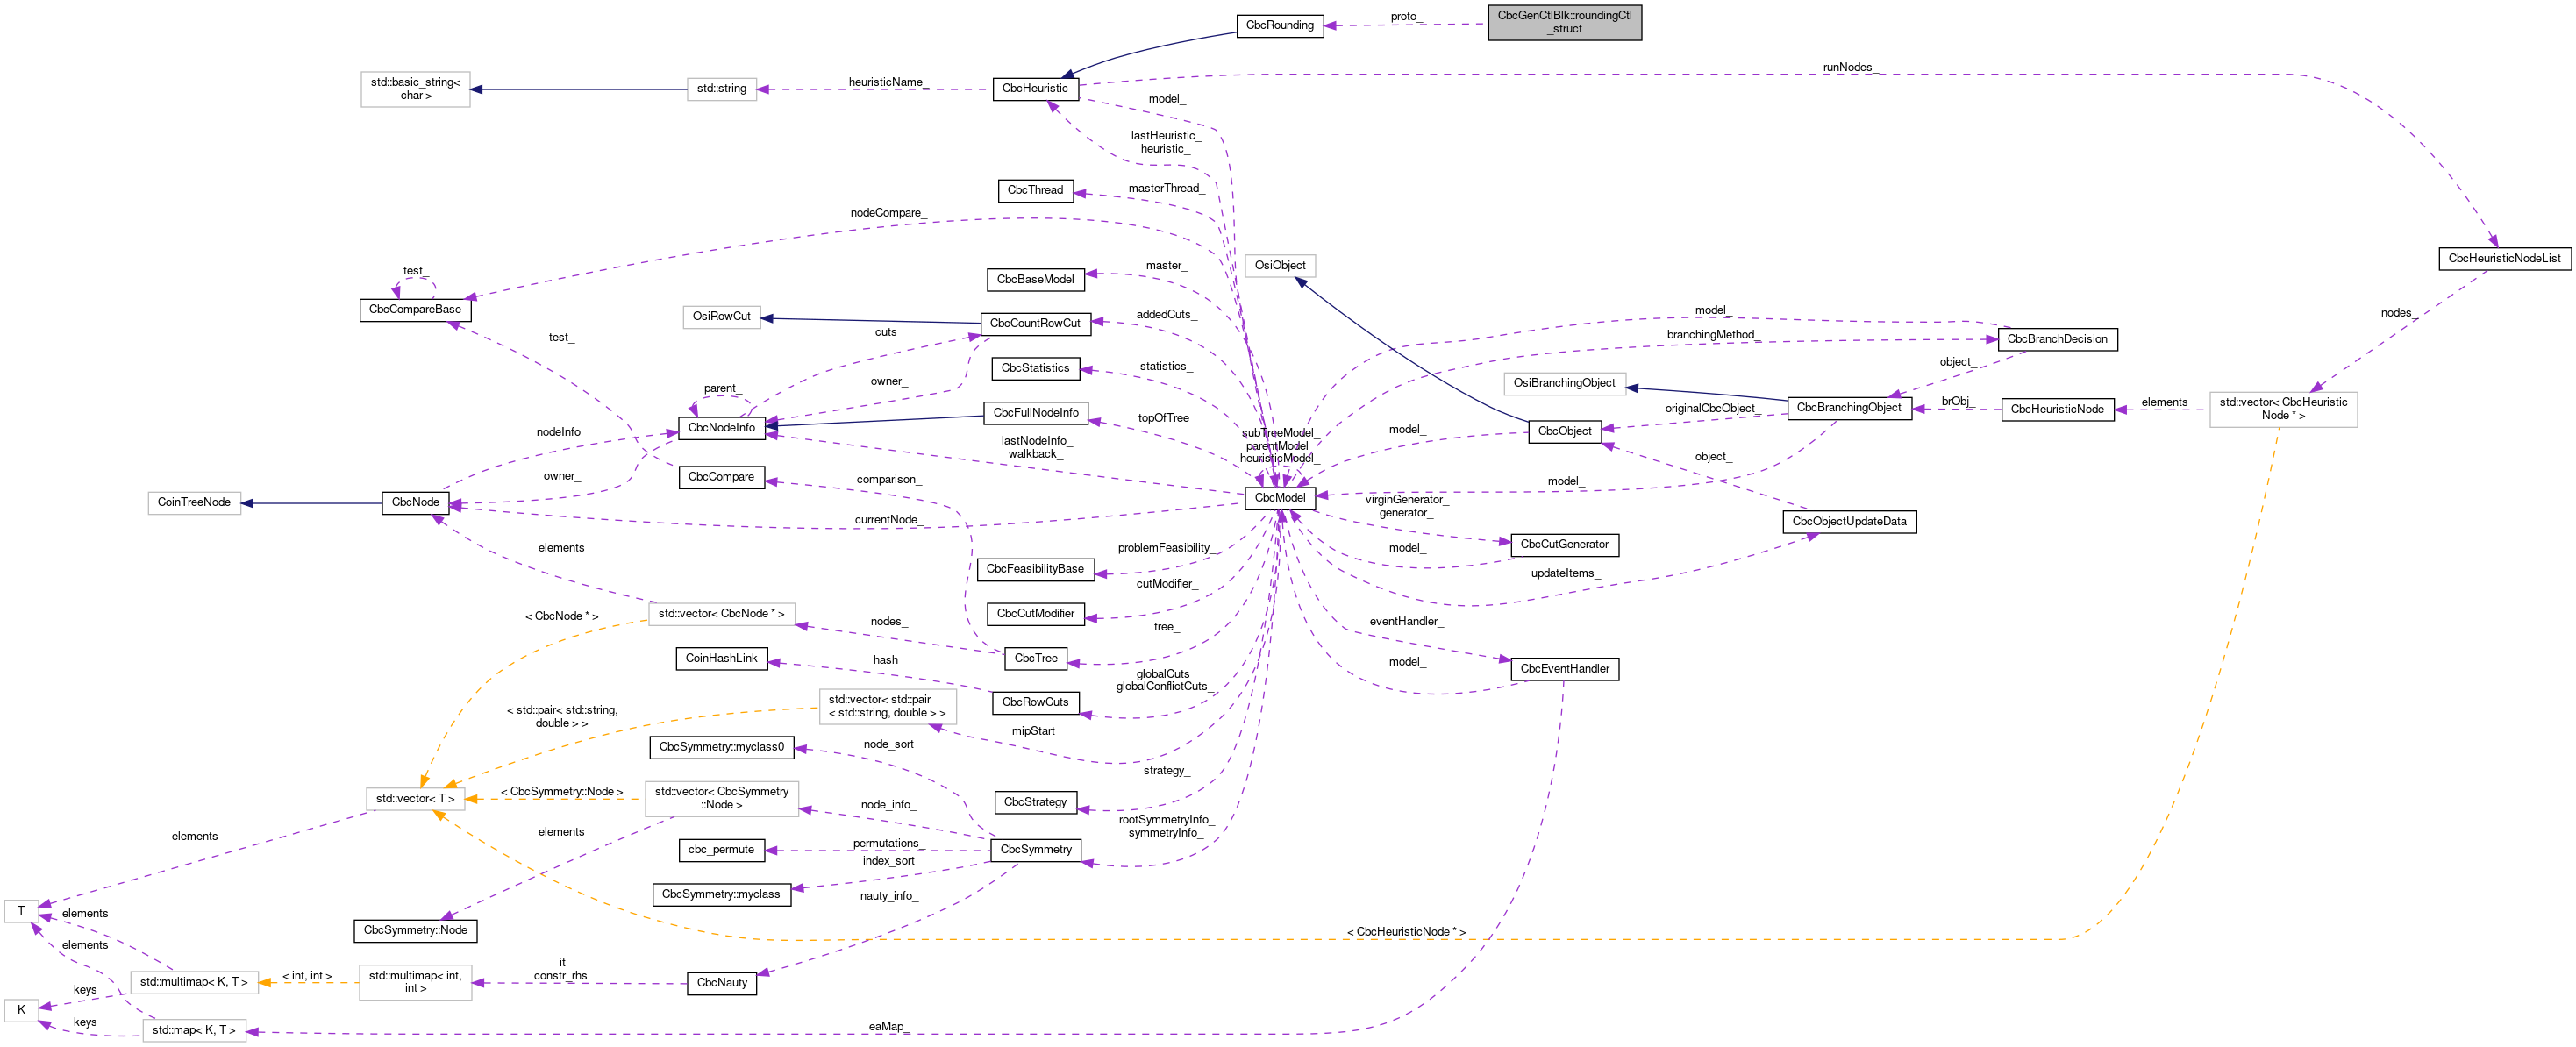 CbcGenCtlBlk::roundingCtl
_struct
proto_
CbcRounding
runNodes_
std::basic_string<
char >
std::string
heuristicName_
CbcHeuristic
model_
lastHeuristic_
heuristic_
CbcThread
masterThread_
nodeCompare_
CbcHeuristicNodeList
test_
CbcCompareBase
CbcBaseModel
master_
OsiObject
OsiRowCut
cuts_
CbcCountRowCut
addedCuts_
model_
branchingMethod_
CbcBranchDecision
nodes_
test_
owner_
CbcStatistics
statistics_
OsiBranchingObject
object_
parent_
CbcNodeInfo
CbcFullNodeInfo
topOfTree_
originalCbcObject_
CbcBranchingObject
brObj_
CbcHeuristicNode
elements
std::vector< CbcHeuristic
Node * >
nodeInfo_
lastNodeInfo_
walkback_
subTreeModel_
parentModel_
heuristicModel_
model_
CbcObject
object_
owner_
CbcCompare
comparison_
CoinTreeNode
CbcNode
CbcModel
model_
virginGenerator_
generator_
currentNode_
CbcObjectUpdateData
elements
problemFeasibility_
CbcFeasibilityBase
model_
CbcCutGenerator
cutModifier_
updateItems_
< CbcNode * >
std::vector< CbcNode * >
nodes_
CbcCutModifier
tree_
eventHandler_
CoinHashLink
hash_
CbcTree
model_
CbcEventHandler
globalCuts_
globalConflictCuts_
CbcRowCuts
< std::pair< std::string,
double > >
std::vector< std::pair
< std::string, double > >
mipStart_
CbcSymmetry::myclass0
node_sort
strategy_
std::vector< T >
< CbcSymmetry::Node >
std::vector< CbcSymmetry
::Node >
node_info_
CbcStrategy
elements
elements
rootSymmetryInfo_
symmetryInfo_
cbc_permute
permutations_
CbcSymmetry
index_sort
CbcSymmetry::myclass
nauty_info_
T
elements
CbcSymmetry::Node
< CbcHeuristicNode * >
elements
it
constr_rhs
std::multimap< K, T >
< int, int >
std::multimap< int,
int >
CbcNauty
keys
K
keys
std::map< K, T >
eaMap_